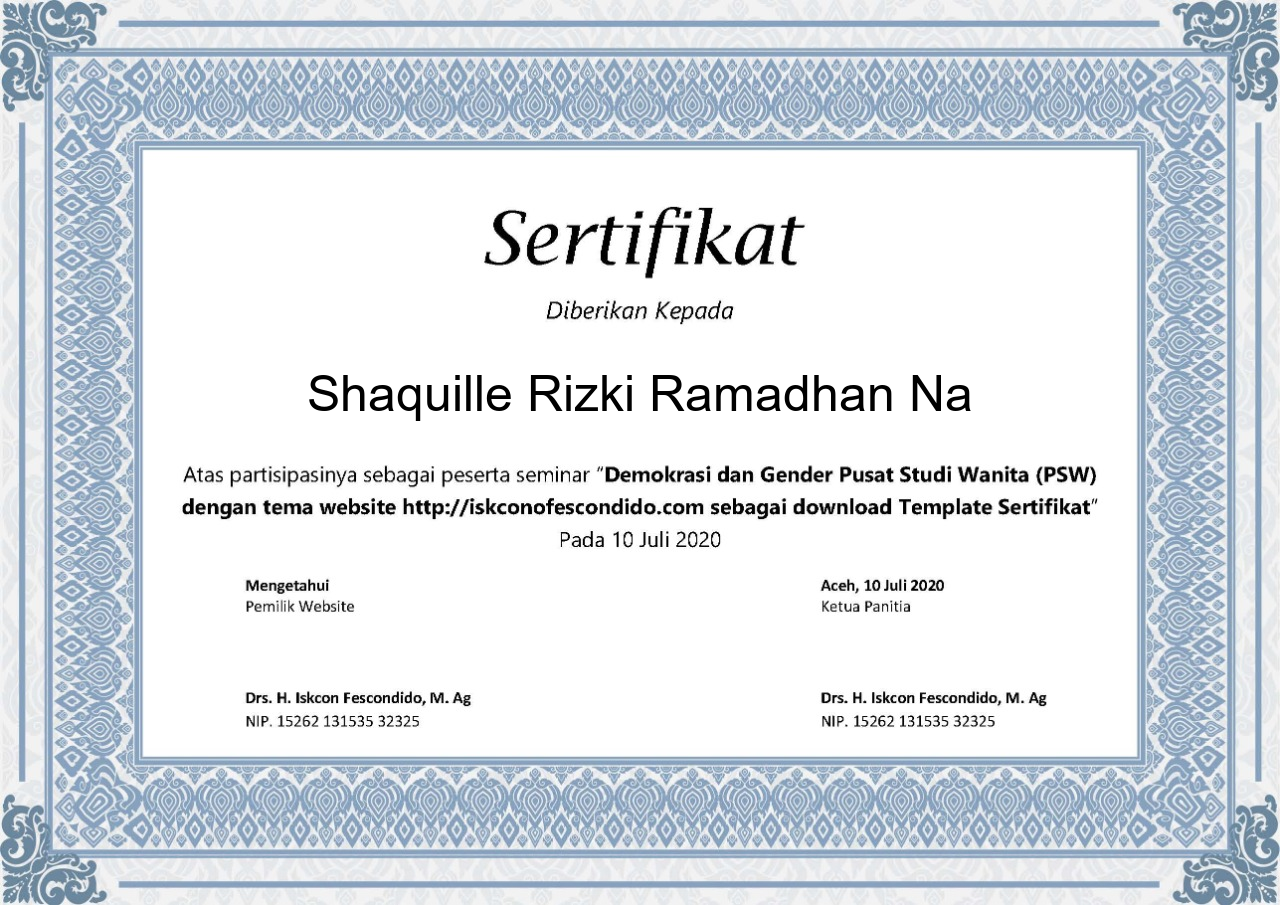 Sertifikat
Diberikan Kepada
Shaquille Rizki Ramadhan Na
Atas partisipasinya sebagai peserta seminar “Demokrasi dan Gender Pusat Studi Wanita (PSW)
dengan tema website http://iskconofescondido.com sebagai download Template Sertifikat”
Pada 10 Juli 2020
Mengetahui
Pemilik Website
Drs. H. Iskcon Fescondido, M. Ag
NIP. 15262 131535 32325
Aceh, 10 Juli 2020
Ketua Panitia
Drs. H. Iskcon Fescondido, M. Ag
NIP. 15262 131535 32325